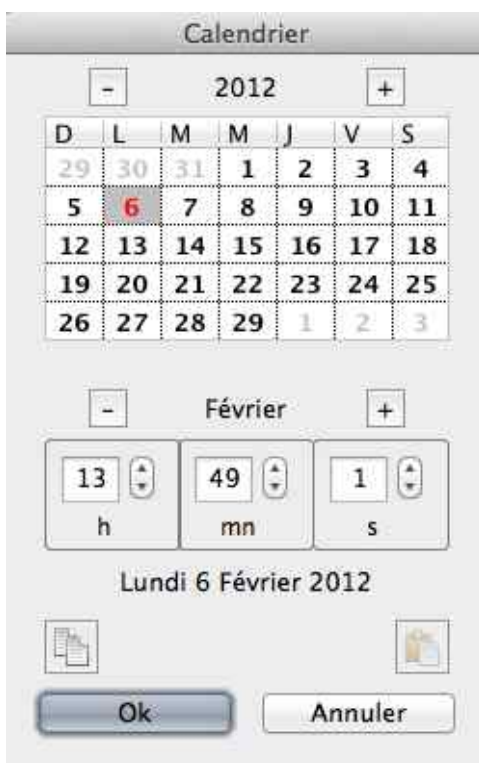 Calendrier
- 2012 +
D L M M J V S
29 30 31 1 2 3 4
5 6 7 8 9 10 11
12 13 14 15 16 17 18
19 20 21 22 23 24 25
26 27 28 29 1 2 3
- Février +
13 49 1
h mn s
Lundi 6 Février 2012
Ok Annuler